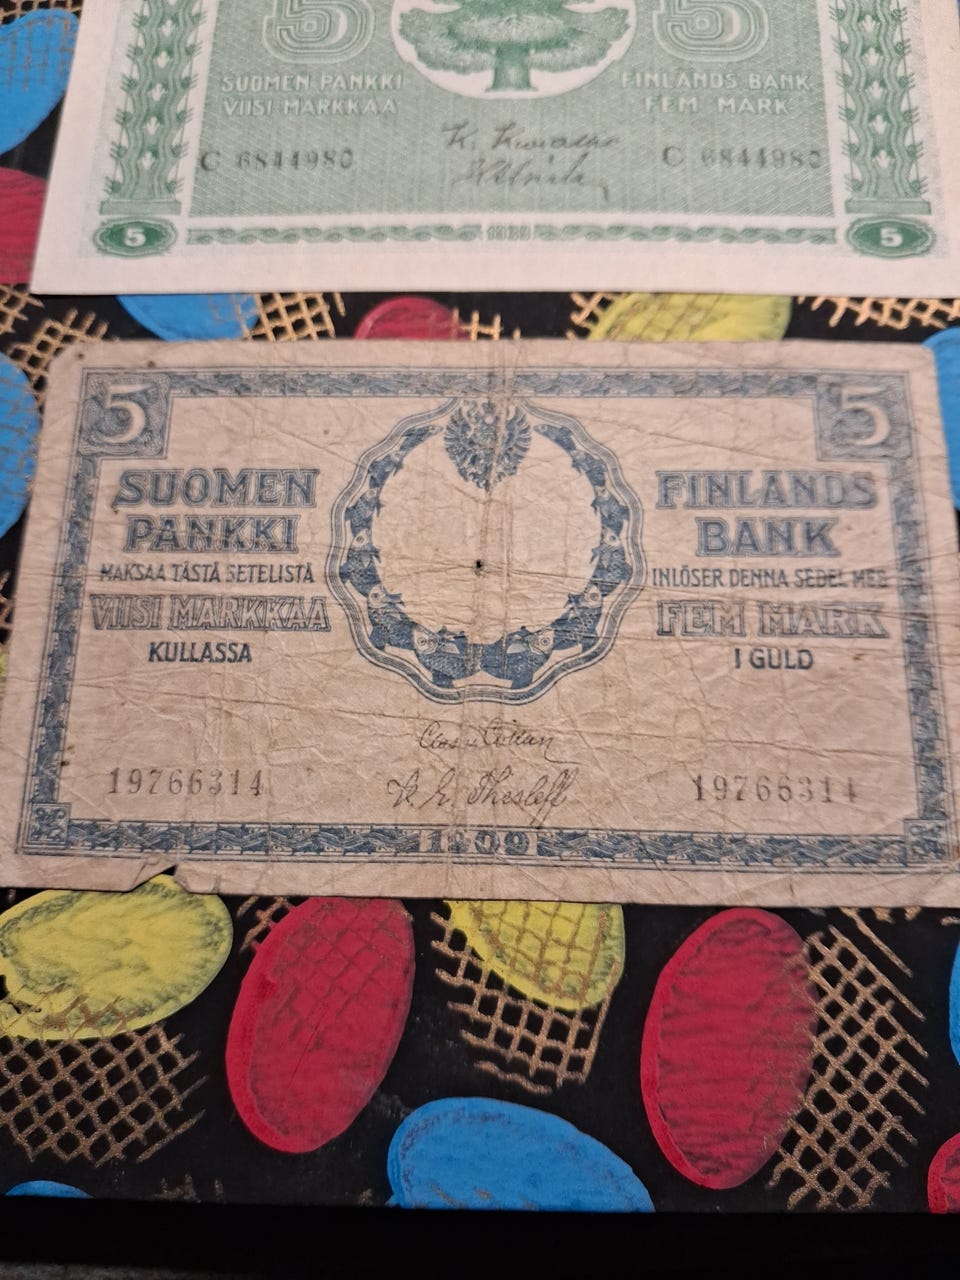 5 5
SUOMEN PANKKI
VIISI MARKKAA
FINLANDS BANK
FEM MARK
C 6844980
C 6844980
5 5
5 5
SUOMEN
PANKKI
MAKSAA TÄSTÄ SETELISTÄ
VIISI MARKKAA
KULLASSA
FINLANDS
BANK
INLÖSER DENNA SEDEL MED
FEM MARK
I GULD
19766314
19766314
1909